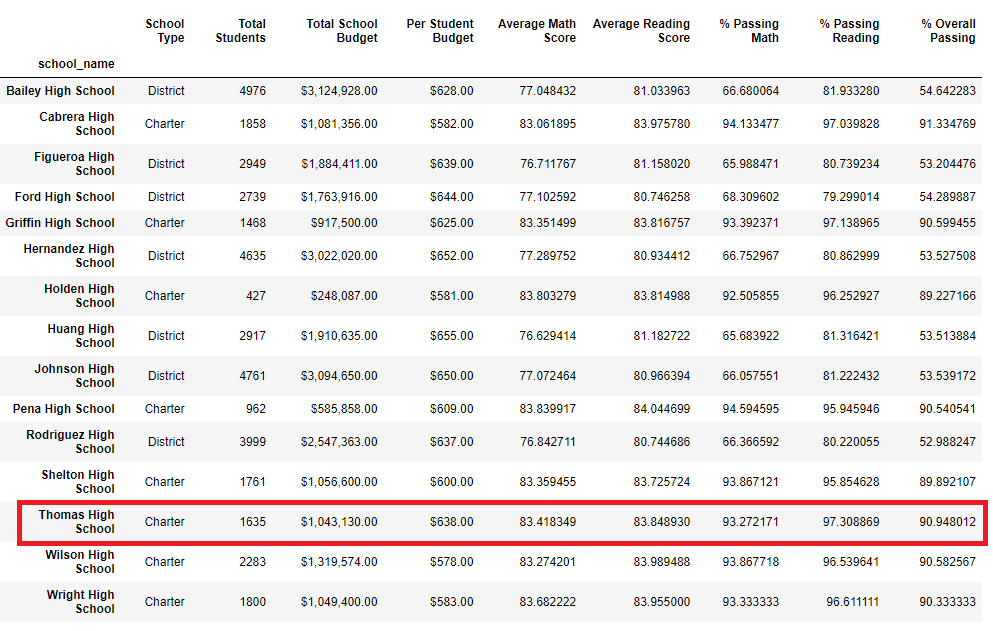 School Type Total Students Total School Budget Per Student Budget Average Math Score Average Reading Score % Passing Math % Passing Reading % Overall Passing
school_name
Bailey High School District 4976 $3,124,928.00 $628.00 77.048432 81.033963 66.680064 81.933280 54.642283
Cabrera High School Charter 1858 $1,081,356.00 $582.00 83.061895 83.975780 94.133477 97.039828 91.334769
Figueroa High School District 2949 $1,884,411.00 $639.00 76.711767 81.158020 65.988471 80.739234 53.204476
Ford High School District 2739 $1,763,916.00 $644.00 77.102592 80.746258 68.309602 79.299014 54.289887
Griffin High School Charter 1468 $917,500.00 $625.00 83.351499 83.816757 93.392371 97.138965 90.599455
Hernandez High School District 4635 $3,022,020.00 $652.00 77.289752 80.934412 66.752967 80.862999 53.527508
Holden High School Charter 427 $248,087.00 $581.00 83.803279 83.814988 92.505855 96.252927 89.227166
Huang High School District 2917 $1,910,635.00 $655.00 76.629414 81.182722 65.683922 81.316421 53.513884
Johnson High School District 4761 $3,094,650.00 $650.00 77.072464 80.966394 66.057551 81.222432 53.539172
Pena High School Charter 962 $585,858.00 $609.00 83.839917 84.044699 94.594595 95.945946 90.540541
Rodriguez High School District 3999 $2,547,363.00 $637.00 76.842711 80.744686 66.366592 80.220055 52.988247
Shelton High School Charter 1761 $1,056,600.00 $600.00 83.359455 83.725724 93.867121 95.854628 89.892107
Thomas High School Charter 1635 $1,043,130.00 $638.00 83.418349 83.848930 93.272171 97.308869 90.948012
Wilson High School Charter 2283 $1,319,574.00 $578.00 83.274201 83.989488 93.867718 96.539641 90.582567
Wright High School Charter 1800 $1,049,400.00 $583.00 83.682222 83.955000 93.333333 96.611111 90.333333